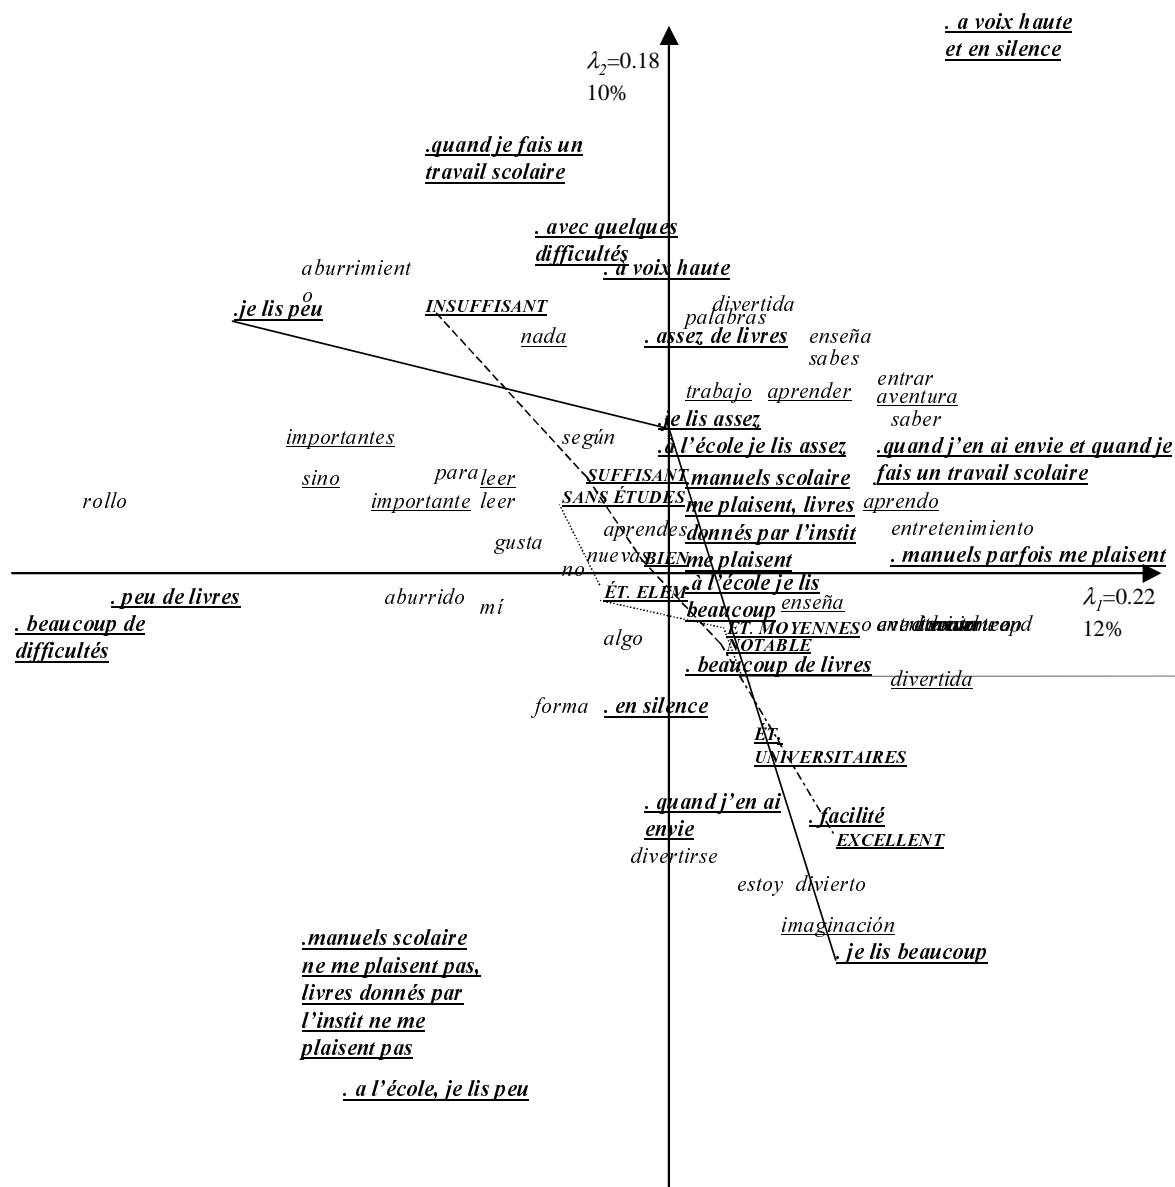 . a voix haute
et en silence
λ2=0.18
10%
.quand je fais un
travail scolaire
. avec quelques
difficultés
. à voix haute
aburrimient
o
.je lis peu
INSUFFISANT
divertida
palabras
nada
. assez de livres
enseña
sabes
entrar
trabajo
aprender
aventura
.je lis assez
saber
importantes
según
.à l'école je lis assez
.quand j'en ai envie et quand je
fais un travail scolaire
sino
para
leer
SUFFISANT
.manuels scolaire
me plaisent, livres
donnés par l'instit
me plaisent
rollo
importante
leer
SANS ÉTUDES
aprendo
aprendes
entretenimiento
gusta
nuevas
BIEN
. manuels parfois me plaisent
no
.à l'école je lis
beaucoup
. peu de livres
aburrido
mí
ÉT. ELEM
enseña
λ1=0.22
12%
. beaucoup de
difficultés
algo
ET. MOYENNES
o
NOTABLE
. beaucoup de livres
divertida
forma
. en silence
ÉT.
UNIVERSITAIRES
. quand j'en ai
envie
. facilité
EXCELLENT
divertirse
estoy
divierto
imaginación
. je lis beaucoup
.manuels scolaire
ne me plaisent pas,
livres donnés par
l'instit ne me
plaisent pas
. a l'école, je lis peu